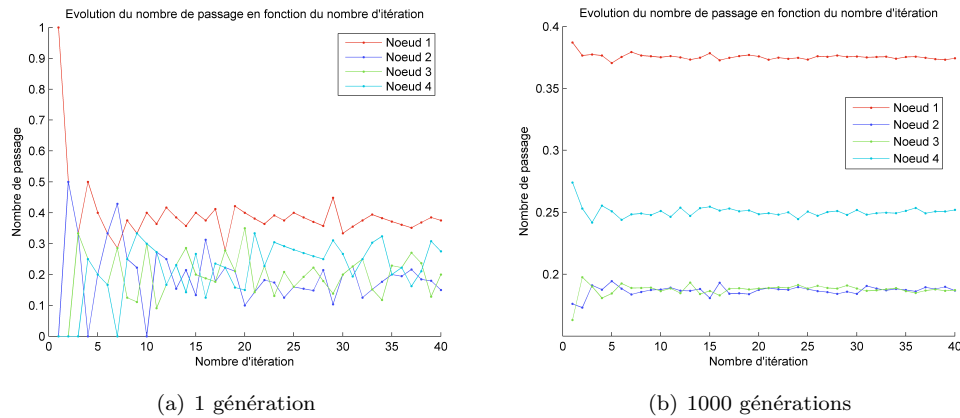 Evolution du nombre de passage en fonction du nombre d'itération
1
0.9
0.8
0.7
0.6
0.5
0.4
0.3
0.2
0.1
0
Nombre de passage
Noeud 1
Noeud 2
Noeud 3
Noeud 4
0 5 10 15 20 25 30 35 40
Nombre d'itération
(a) 1 génération
Evolution du nombre de passage en fonction du nombre d'itération
0.4
0.35
0.3
0.25
0.2
Nombre de passage
Noeud 1
Noeud 2
Noeud 3
Noeud 4
0 5 10 15 20 25 30 35 40
Nombre d'itération
(b) 1000 générations